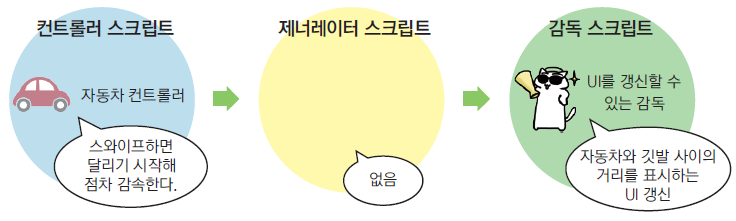 컨트롤러 스크립트
자동차 컨트롤러
스와이프하면
달리기 시작해
점차 감속한다.
제너레이터 스크립트
없음
감독 스크립트
UI를 갱신할 수
있는 감독
자동차와 깃발 사이의
거리를 표시하는
UI 갱신